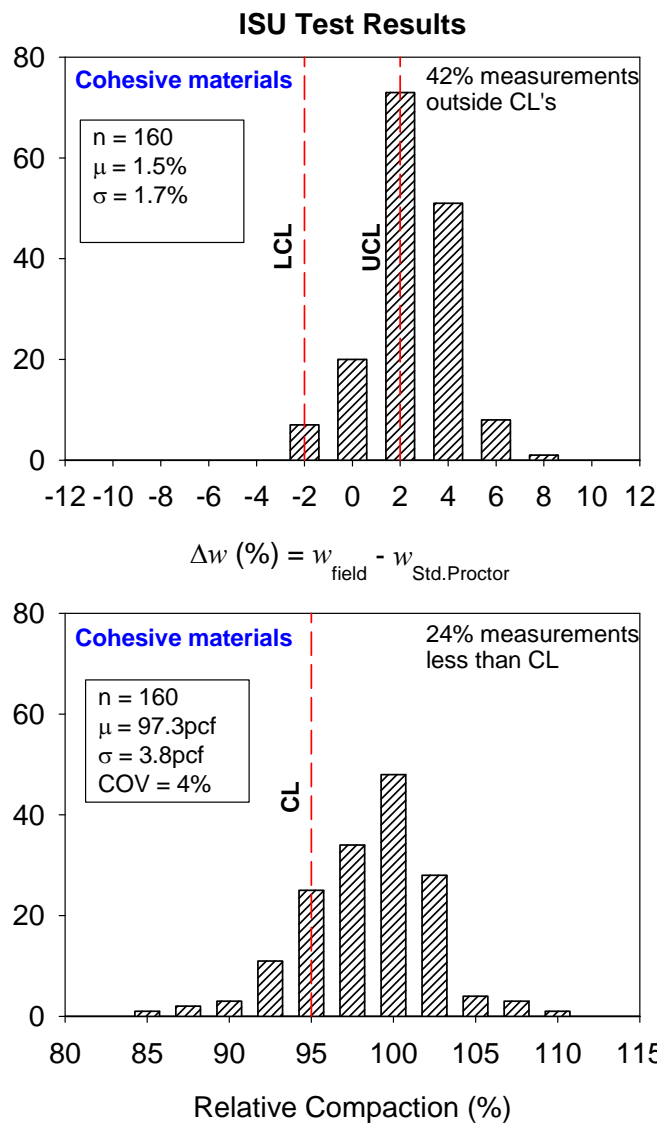 ISU Test Results
80
60
40
20
0
Cohesive materials
42% measurements
outside CL's
n = 160
μ = 1.5%
σ = 1.7%
LCL
UCL
-12 -10 -8 -6 -4 -2 0 2 4 6 8 10 12
Δw (%) = w field - w Std.Proctor
80
60
40
20
0
Cohesive materials
24% measurements
less than CL
n = 160
μ = 97.3pcf
σ = 3.8pcf
COV = 4%
CL
80 85 90 95 100 105 110 115
Relative Compaction (%)